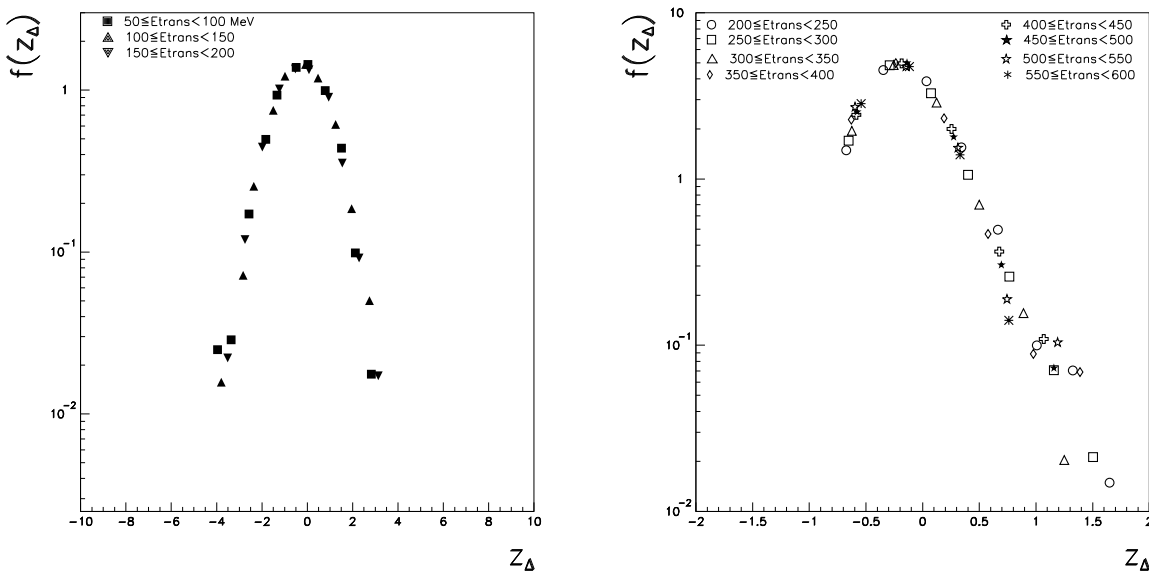 f(z_Δ)
50≤Etrans<100 MeV
100≤Etrans<150
150≤Etrans<200
1
10^-1
10^-2
-10 -8 -6 -4 -2 0 2 4 6 8 10
z_Δ
f(z_Δ)
200≤Etrans<250
250≤Etrans<300
300≤Etrans<350
350≤Etrans<400
400≤Etrans<450
450≤Etrans<500
500≤Etrans<550
550≤Etrans<600
10
1
10^-1
10^-2
-2 -1.5 -1 -0.5 0 0.5 1 1.5 2
z_Δ